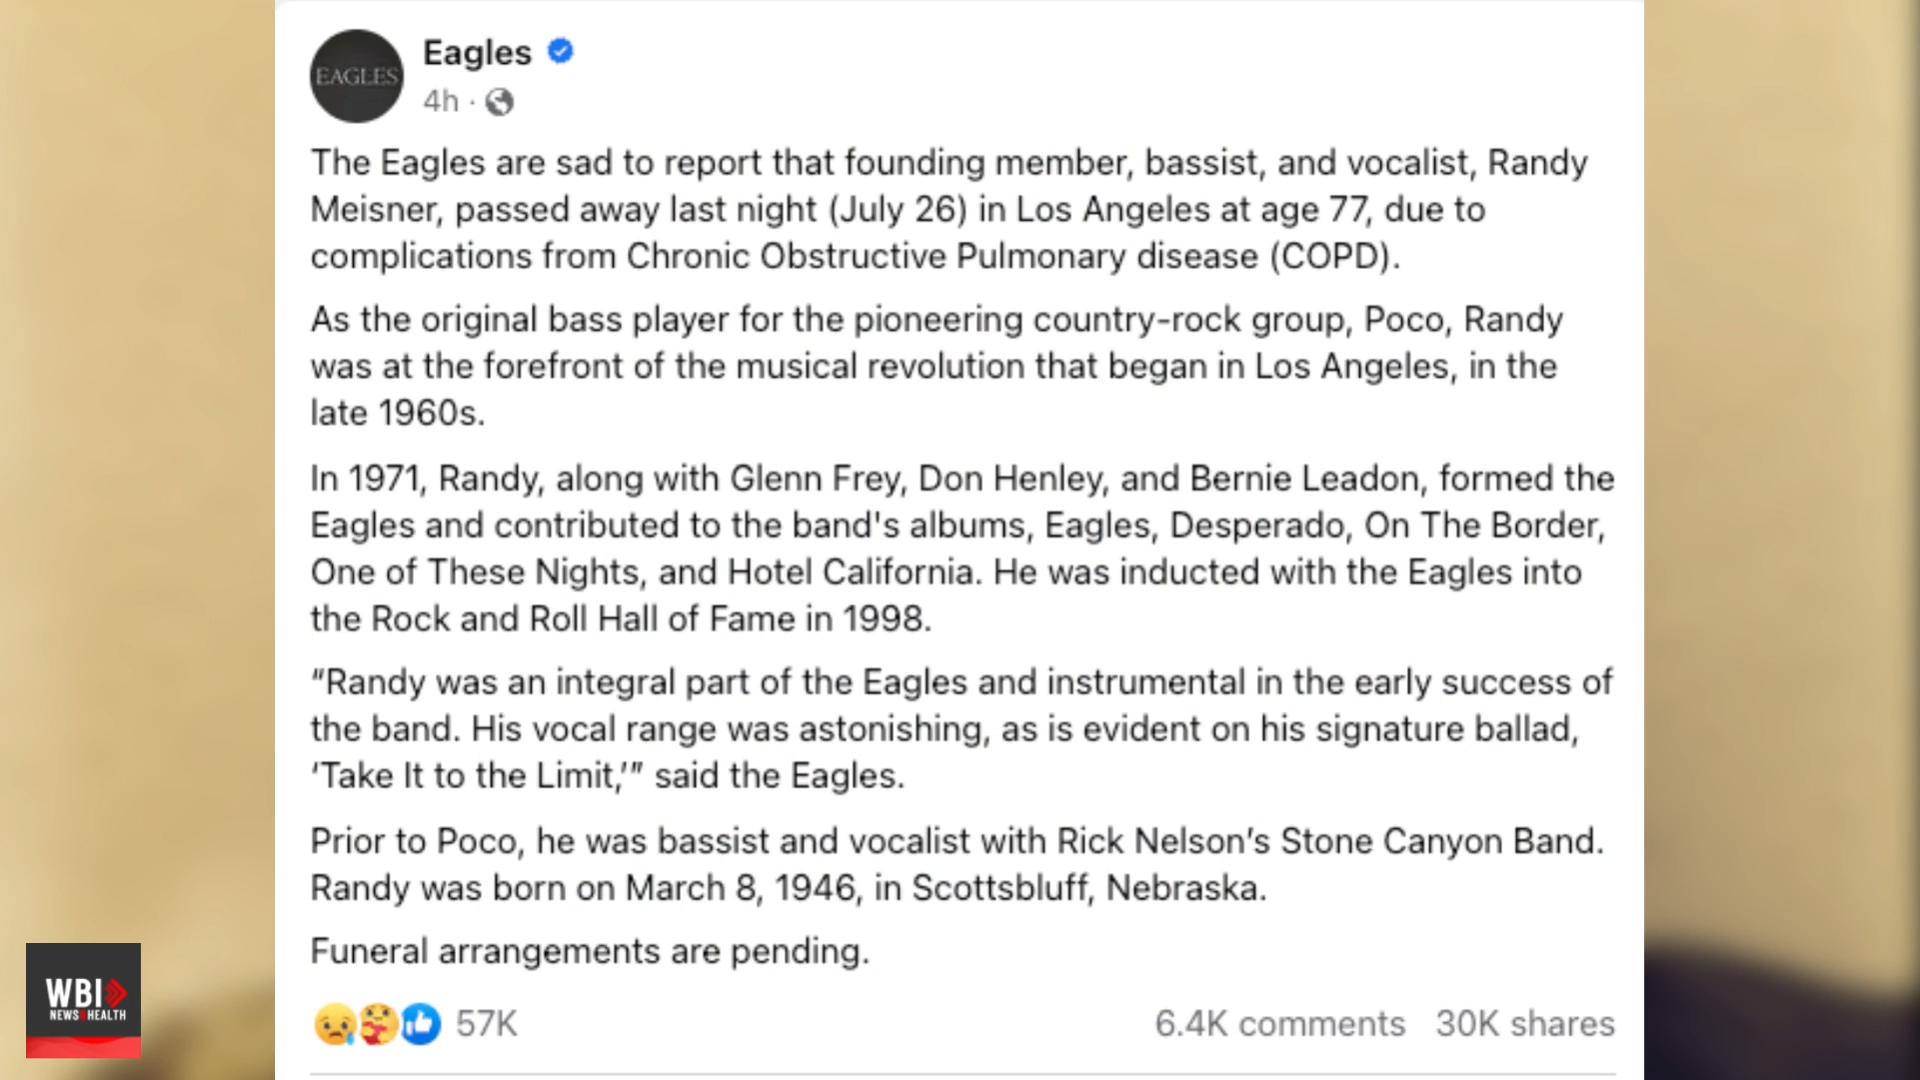 EAGLES
Eagles
4h ·
The Eagles are sad to report that founding member, bassist, and vocalist, Randy
Meisner, passed away last night (July 26) in Los Angeles at age 77, due to
complications from Chronic Obstructive Pulmonary disease (COPD).
As the original bass player for the pioneering country-rock group, Poco, Randy
was at the forefront of the musical revolution that began in Los Angeles, in the
late 1960s.
In 1971, Randy, along with Glenn Frey, Don Henley, and Bernie Leadon, formed the
Eagles and contributed to the band's albums, Eagles, Desperado, On The Border,
One of These Nights, and Hotel California. He was inducted with the Eagles into
the Rock and Roll Hall of Fame in 1998.
“Randy was an integral part of the Eagles and instrumental in the early success of
the band. His vocal range was astonishing, as is evident on his signature ballad,
‘Take It to the Limit,’” said the Eagles.
Prior to Poco, he was bassist and vocalist with Rick Nelson’s Stone Canyon Band.
Randy was born on March 8, 1946, in Scottsbluff, Nebraska.
Funeral arrangements are pending.
57K 6.4K comments 30K shares
WBI
NEWS HEALTH